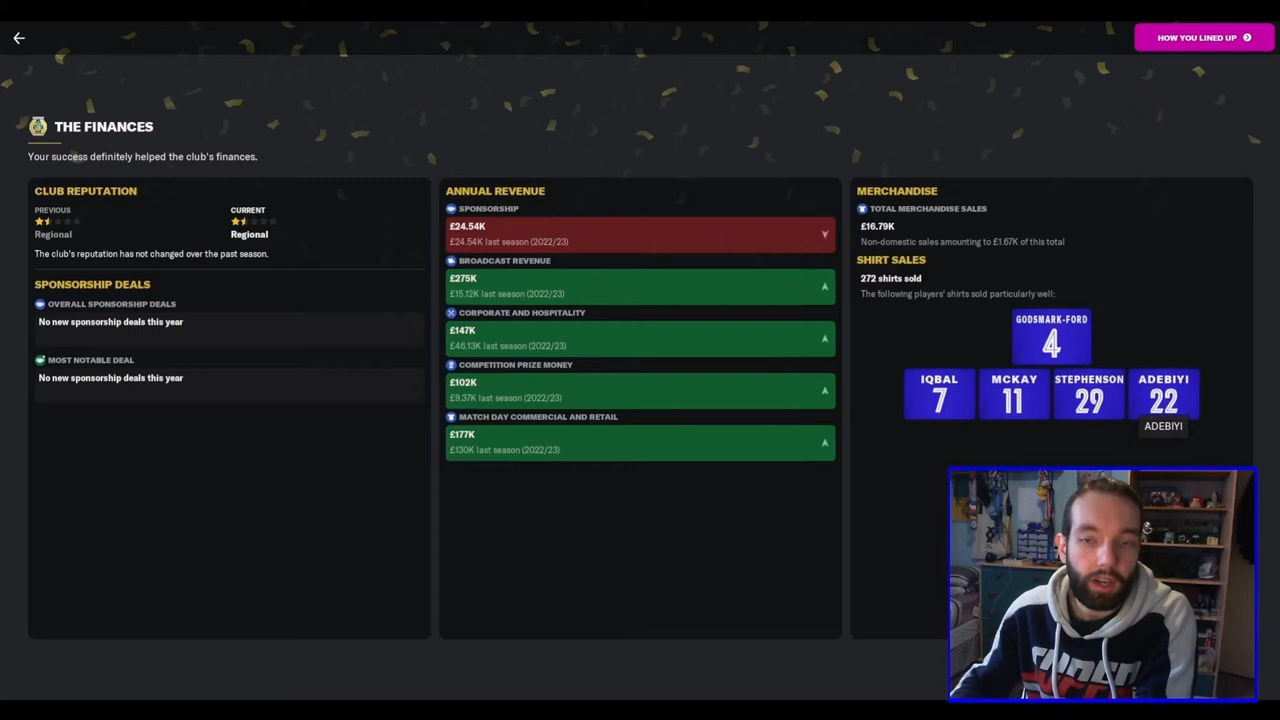 HOW YOU LINED UP
THE FINANCES
Your success definitely helped the club's finances.
CLUB REPUTATION
PREVIOUS
CURRENT
Regional
Regional
The club's reputation has not changed over the past season.
SPONSORSHIP DEALS
OVERALL SPONSORSHIP DEALS
No new sponsorship deals this year
MOST NOTABLE DEAL
No new sponsorship deals this year
ANNUAL REVENUE
SPONSORSHIP
£24.54K
£24.54K last season (2022/23)
BROADCAST REVENUE
£275K
£15.12K last season (2022/23)
CORPORATE AND HOSPITALITY
£147K
£46.13K last season (2022/23)
COMPETITION PRIZE MONEY
£102K
£9.37K last season (2022/23)
MATCH DAY COMMERCIAL AND RETAIL
£177K
£130K last season (2022/23)
MERCHANDISE
TOTAL MERCHANDISE SALES
£16.79K
Non-domestic sales amounting to £1.67K of this total
SHIRT SALES
272 shirts sold
The following players' shirts sold particularly well:
GODSMARK-FORD
4
IQBAL
7
MCKAY
11
STEPHENSON
29
ADEBIYI
22
ADEBIYI